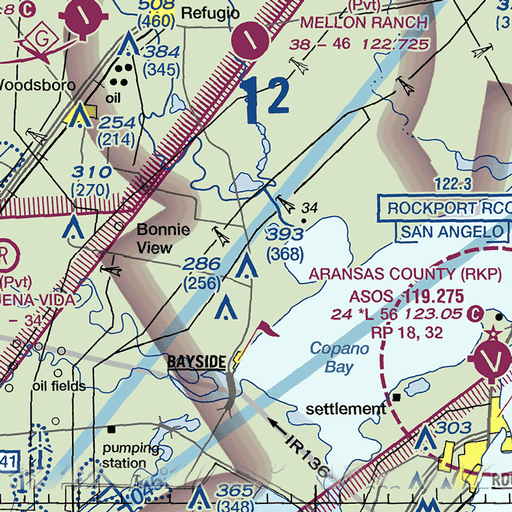 508
(460)
Refugio
(Pvt)
MELLON RANCH
38 - 46 122.725
8 C
G
I
I
384
(345)
Woodsboro
oil
12
254
(214)
310
(270)
122.3
ROCKPORT RCO
SAN ANGELO
34
393
(368)
Bonnie
View
286
(256)
ARANSAS COUNTY (RKP)
ASOS 119.275
24 *L 56 123.05 C
RP 18, 32
(Pvt)
BUENA VIDA
- 34
R
V
BAYSIDE
Copano
Bay
oil fields
settlement
303
IR136
pumping
station
41
365
(348)